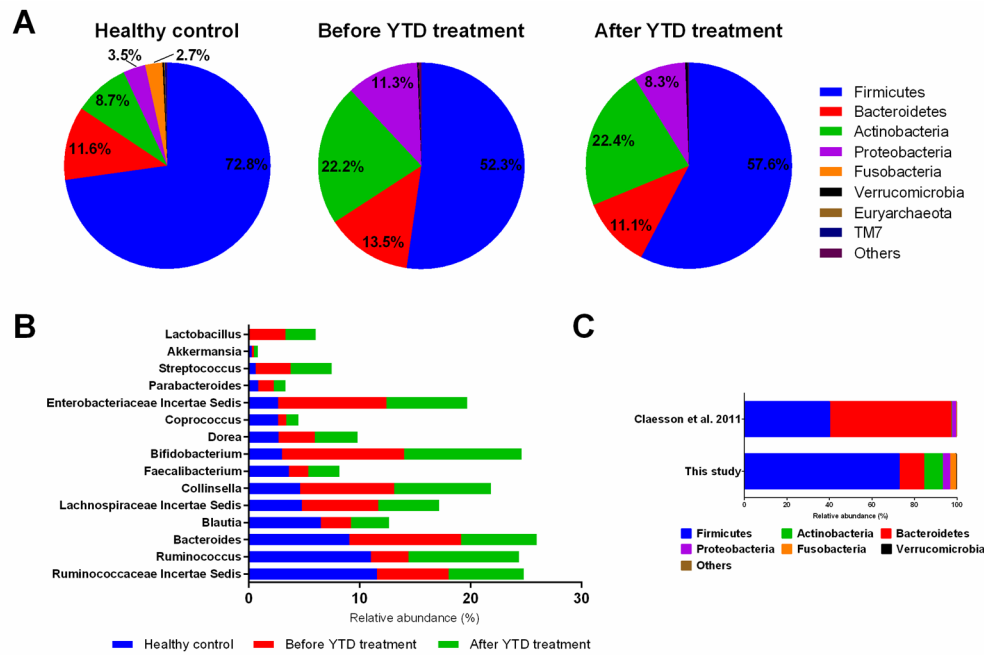 A
Healthy control
Before YTD treatment
After YTD treatment
3.5%
2.7%
8.7%
11.6%
72.8%
11.3%
22.2%
52.3%
13.5%
8.3%
22.4%
57.6%
11.1%
Firmicutes
Bacteroidetes
Actinobacteria
Proteobacteria
Fusobacteria
Verrucomicrobia
Euryarchaeota
TM7
Others
B
Lactobacillus
Akkermansia
Streptococcus
Parabacteroides
Enterobacteriaceae Incertae Sedis
Coprococcus
Dorea
Bifidobacterium
Faecalibacterium
Collinsella
Lachnospiraceae Incertae Sedis
Blautia
Bacteroides
Ruminococcus
Ruminococcaceae Incertae Sedis
0 10 20 30
Relative abundance (%)
Healthy control Before YTD treatment After YTD treatment
C
Claesson et al. 2011
This study
0 20 40 60 80 100
Relative abundance (%)
Firmicutes Actinobacteria Bacteroidetes
Proteobacteria Fusobacteria Verrucomicrobia
Others